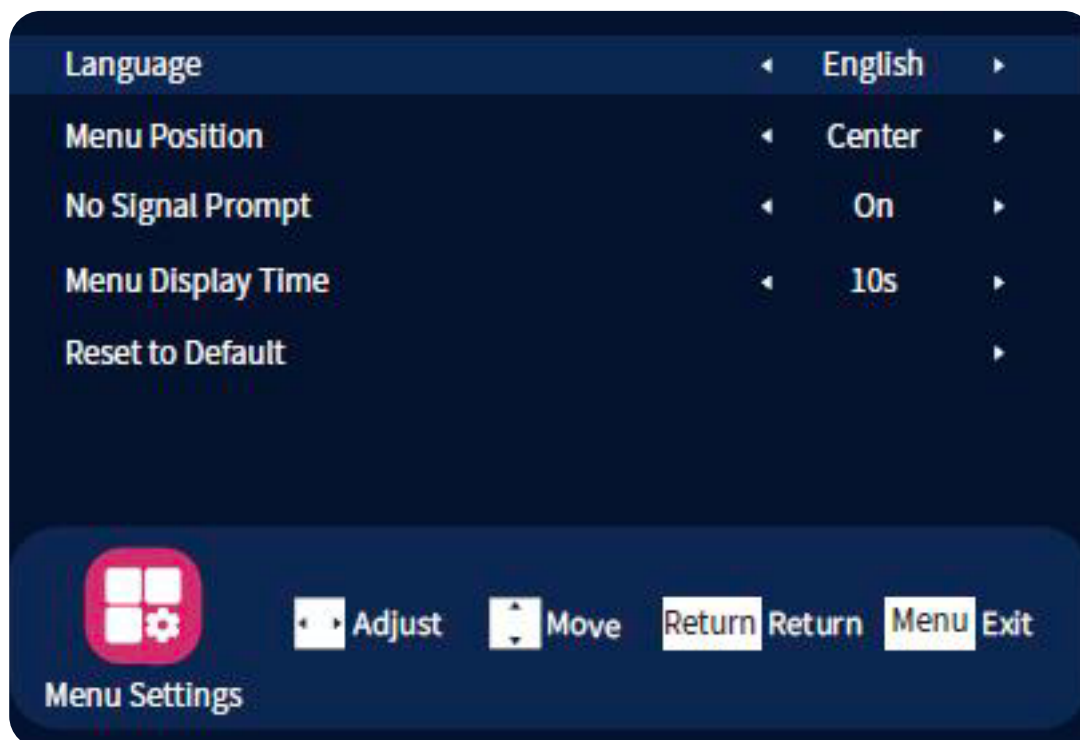 Language English
Menu Position Center
No Signal Prompt On
Menu Display Time 10s
Reset to Default
Adjust Move Return Return Menu Exit
Menu Settings